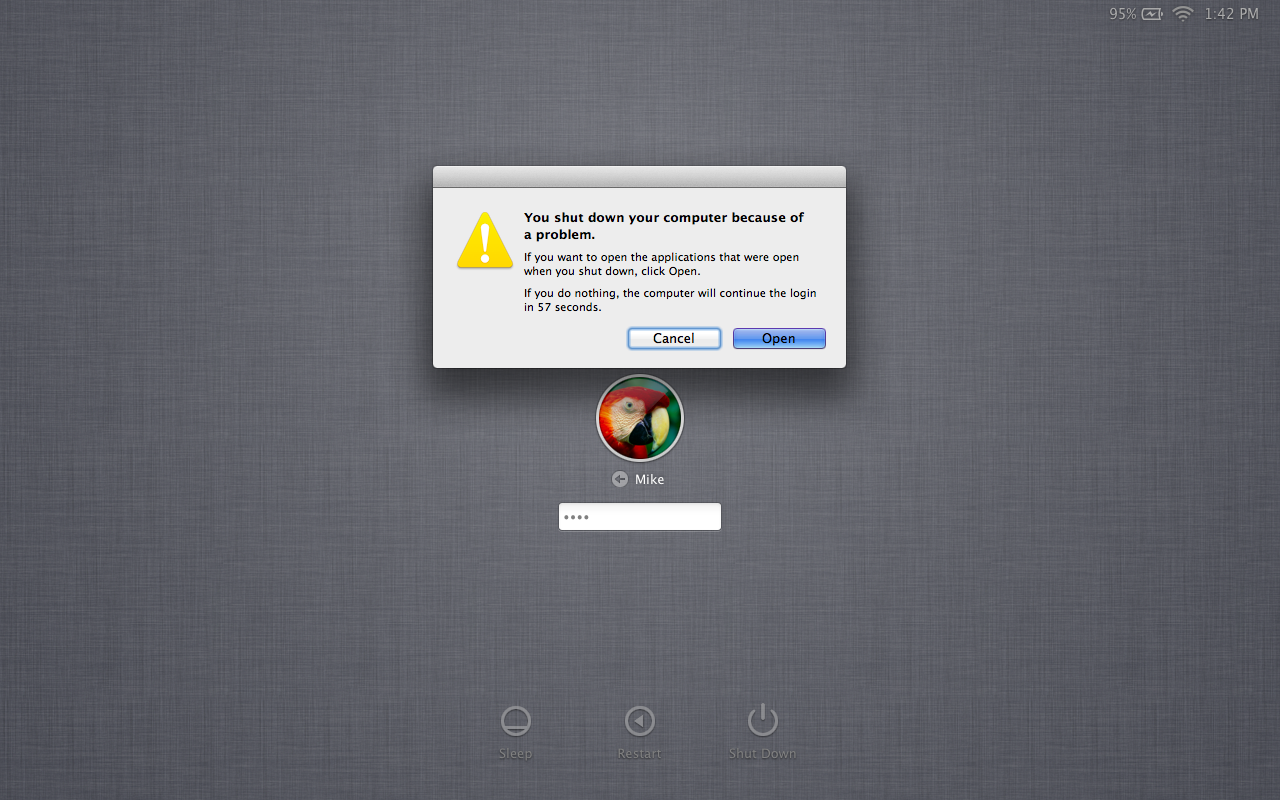 95% 1:42 PM
You shut down your computer because of
a problem.
If you want to open the applications that were open
when you shut down, click Open.
If you do nothing, the computer will continue the login
in 57 seconds.
Cancel Open
Mike
••••
Sleep Restart Shut Down